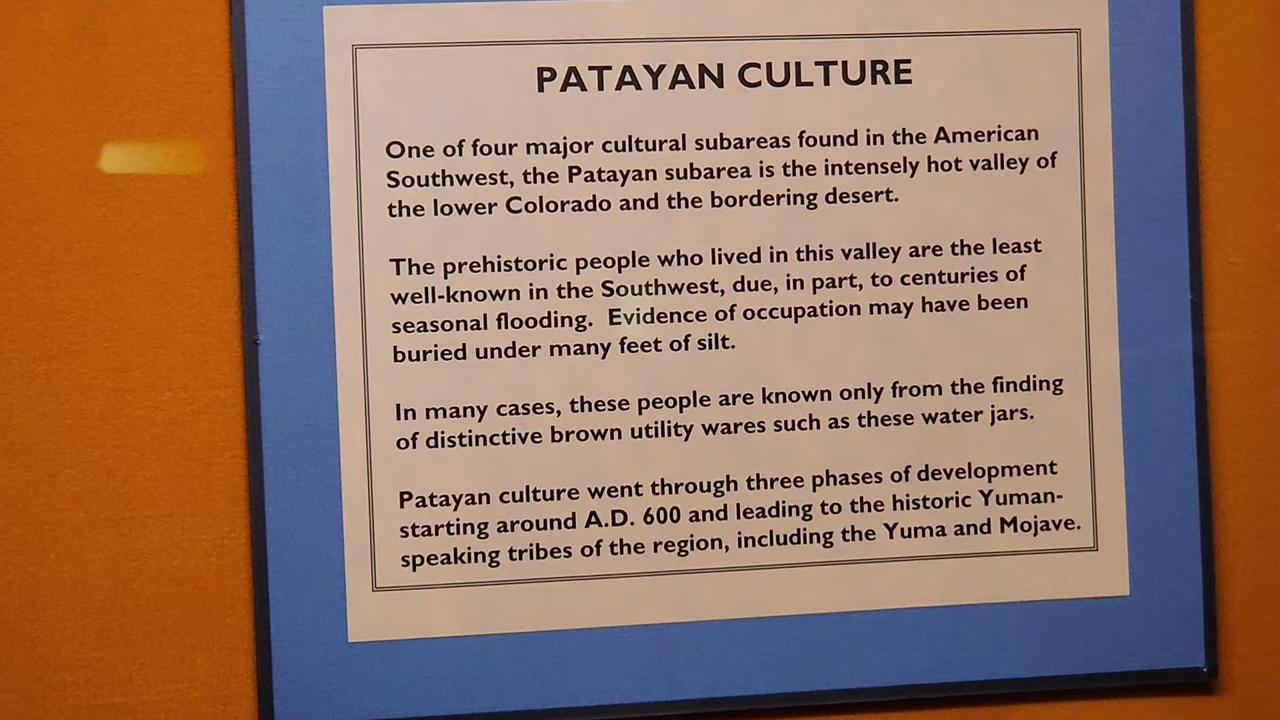 PATAYAN CULTURE
One of four major cultural subareas found in the American
Southwest, the Patayan subarea is the intensely hot valley of
the lower Colorado and the bordering desert.
The prehistoric people who lived in this valley are the least
well-known in the Southwest, due, in part, to centuries of
seasonal flooding.  Evidence of occupation may have been
buried under many feet of silt.
In many cases, these people are known only from the finding
of distinctive brown utility wares such as these water jars.
Patayan culture went through three phases of development
starting around A.D. 600 and leading to the historic Yuman-
speaking tribes of the region, including the Yuma and Mojave.